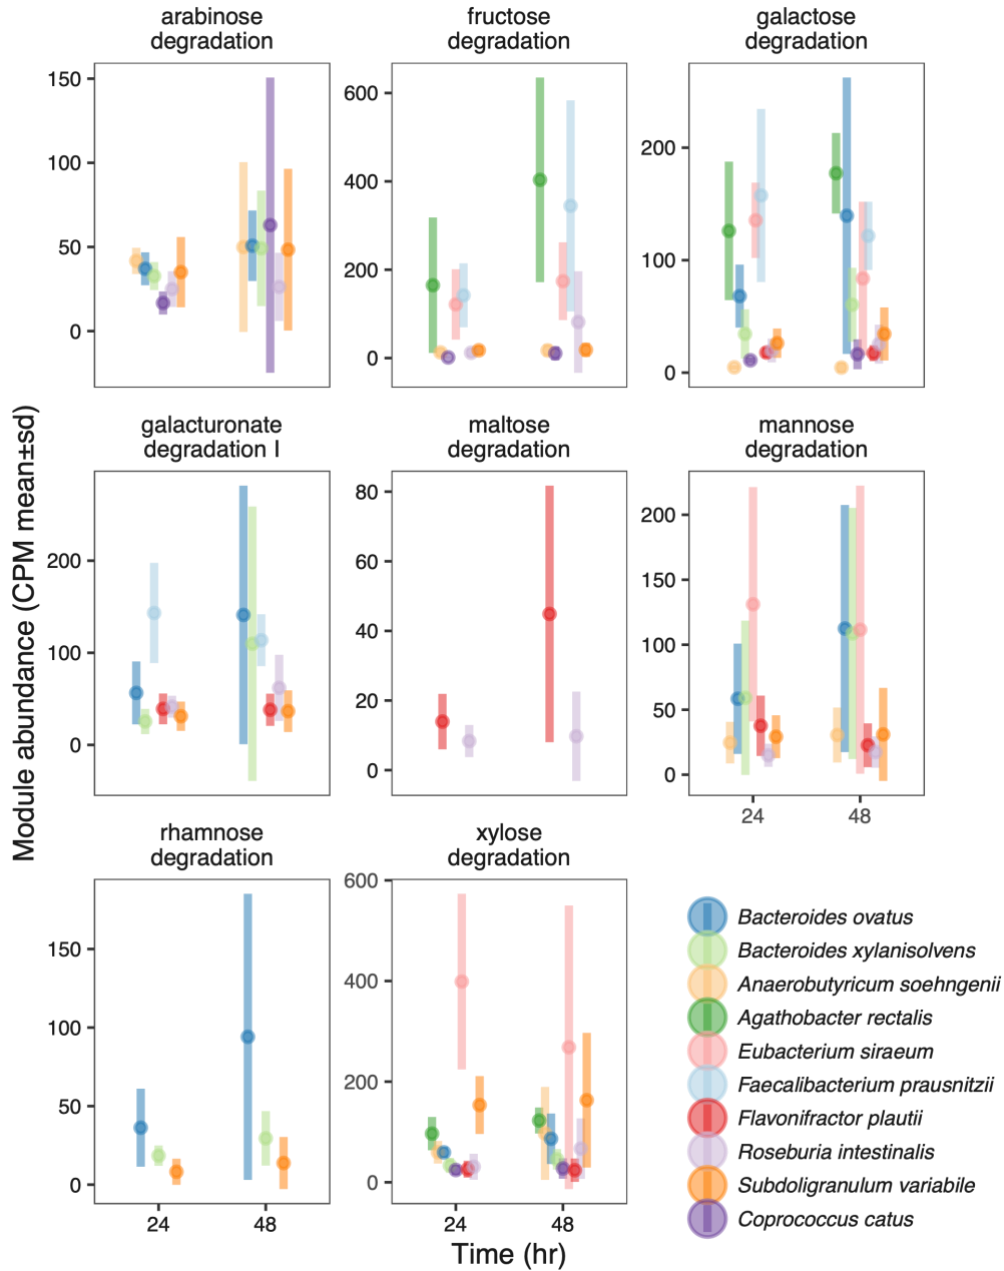 arabinose
degradation
fructose
degradation
galactose
degradation
150
100
50
0
600
400
200
0
200
100
0
Module abundance (CPM mean±sd)
galacturonate
degradation I
maltose
degradation
mannose
degradation
200
100
0
80
60
40
20
0
200
150
100
50
0
24
48
rhamnose
degradation
xylose
degradation
150
100
50
0
24
48
600
400
200
0
24
48
Time (hr)
Bacteroides ovatus
Bacteroides xylanisolvens
Anaerobutyricum soehngenii
Agathobacter rectalis
Eubacterium siraeum
Faecalibacterium prausnitzii
Flavonifractor plautii
Roseburia intestinalis
Subdoligranulum variabile
Coprococcus catus